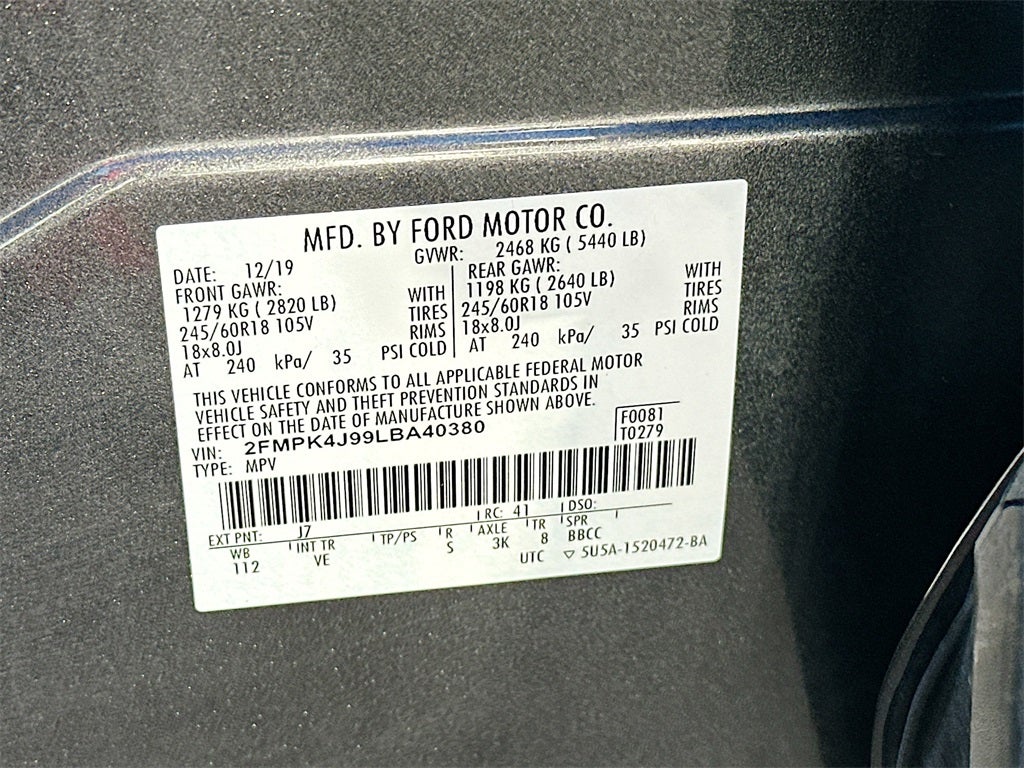 MFD. BY FORD MOTOR CO.
DATE: 12/19 GVWR: 2468 KG ( 5440 LB)
FRONT GAWR: REAR GAWR:
1279 KG ( 2820 LB) WITH 1198 KG ( 2640 LB) WITH
245/60R18 105V TIRES 245/60R18 105V TIRES
18x8.0J RIMS 18x8.0J RIMS
AT 240 kPa/ 35 PSI COLD AT 240 kPa/ 35 PSI COLD
THIS VEHICLE CONFORMS TO ALL APPLICABLE FEDERAL MOTOR
VEHICLE SAFETY AND THEFT PREVENTION STANDARDS IN
EFFECT ON THE DATE OF MANUFACTURE SHOWN ABOVE.
VIN: 2FMPK4J99LBA40380 F0081
TYPE: MPV T0279
EXT PNT: J7 RC: 41 DSO:
WB INT TR TP/PS R AXLE TR SPR
112 VE S 3K 8 BBCC
UTC ▽ 5U5A-1520472-BA